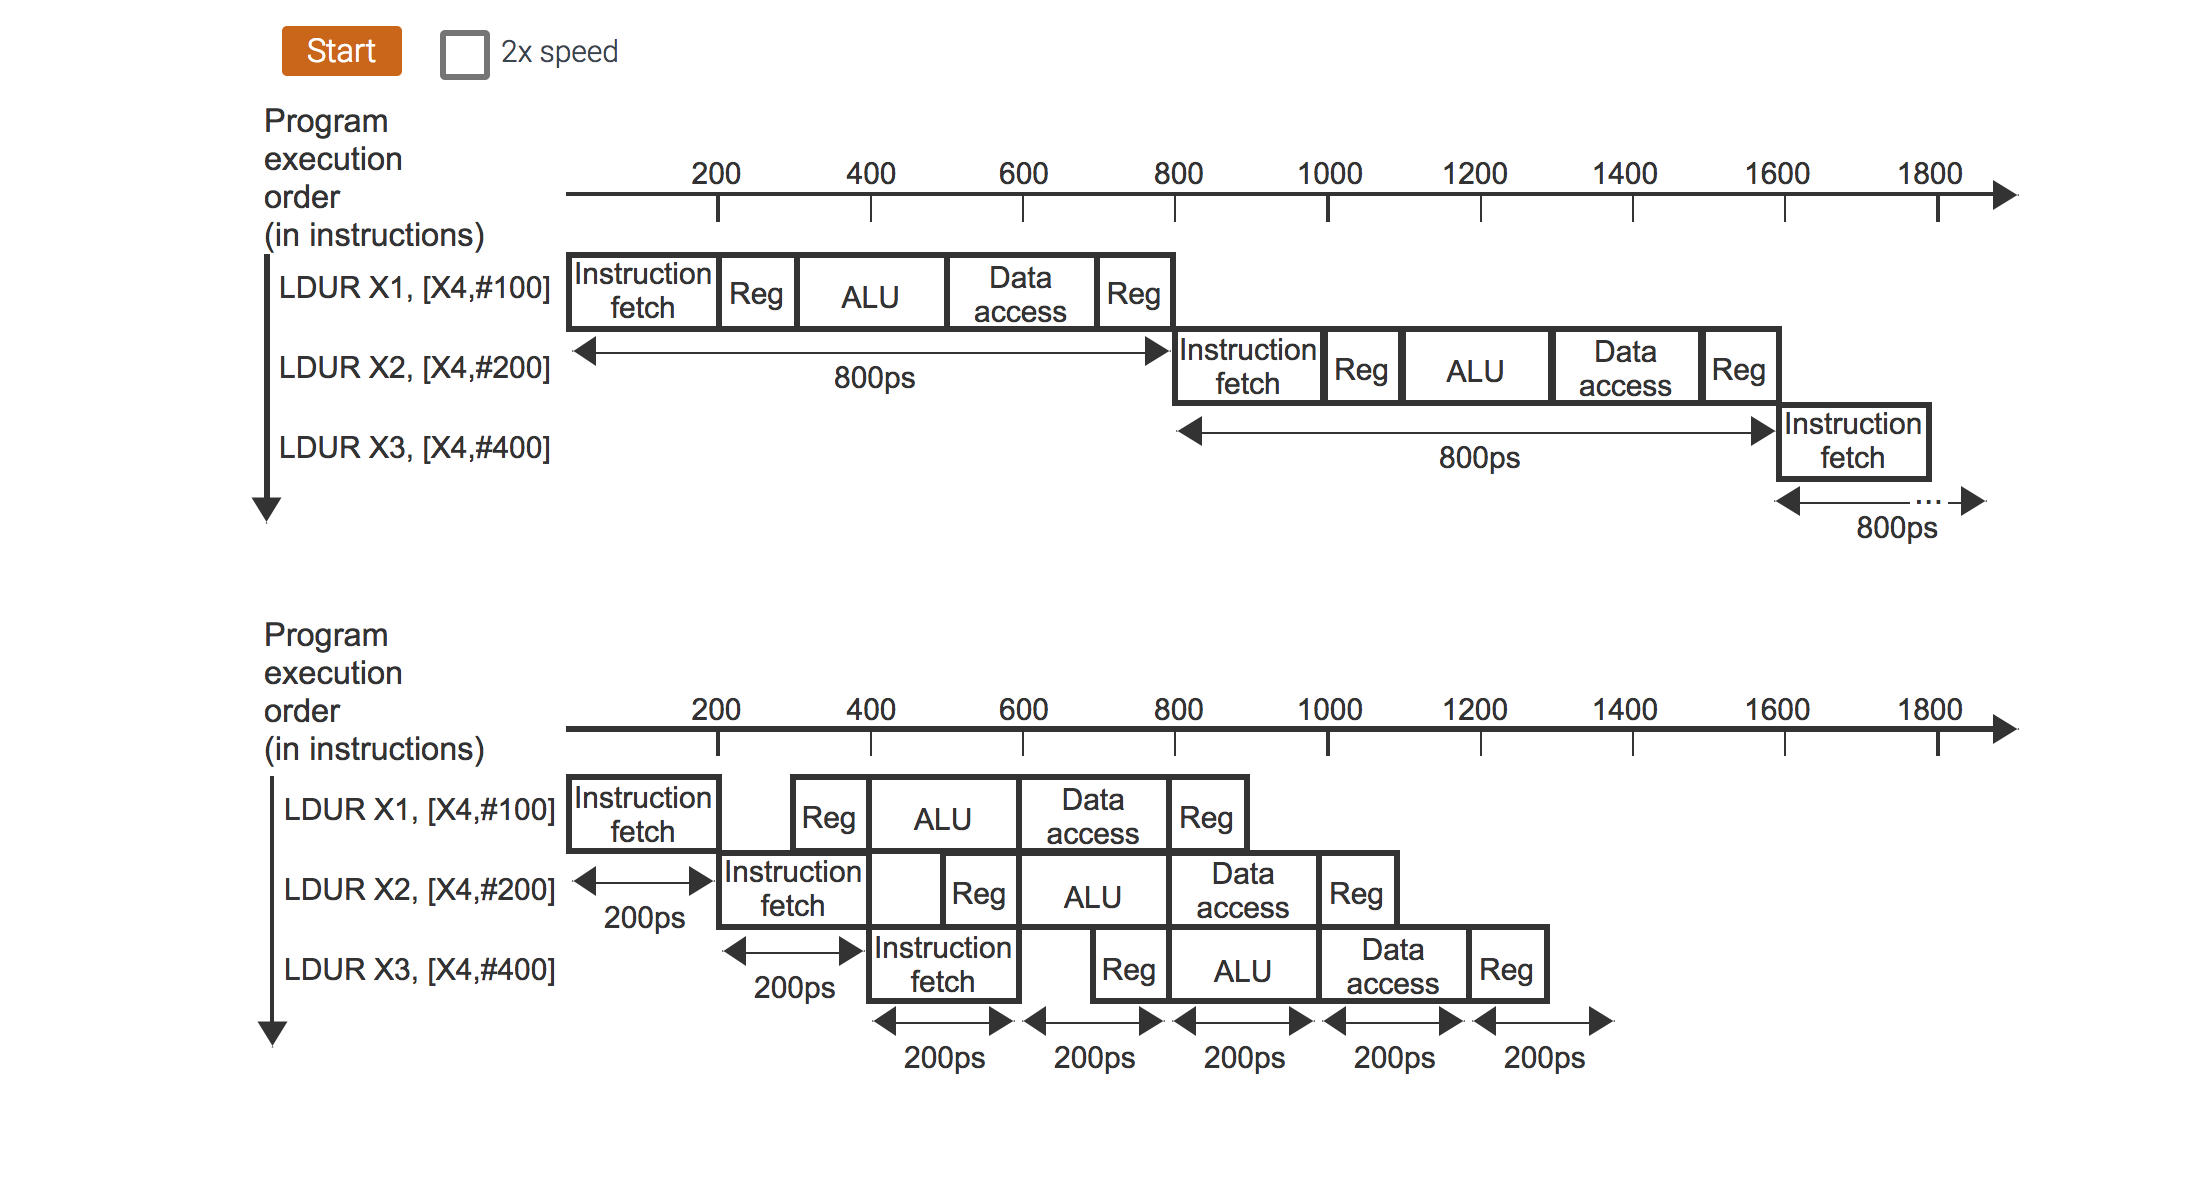 Start
2x speed
Program
execution
order
(in instructions)
200 400 600 800 1000 1200 1400 1600 1800
LDUR X1, [X4,#100]
Instruction
fetch
Reg
ALU
Data
access
Reg
800ps
LDUR X2, [X4,#200]
Instruction
fetch
Reg
ALU
Data
access
Reg
800ps
LDUR X3, [X4,#400]
Instruction
fetch
...
800ps
Program
execution
order
(in instructions)
200 400 600 800 1000 1200 1400 1600 1800
LDUR X1, [X4,#100]
Instruction
fetch
Reg
ALU
Data
access
Reg
200ps
LDUR X2, [X4,#200]
Instruction
fetch
Reg
ALU
Data
access
Reg
200ps
LDUR X3, [X4,#400]
Instruction
fetch
Reg
ALU
Data
access
Reg
200ps 200ps 200ps 200ps 200ps